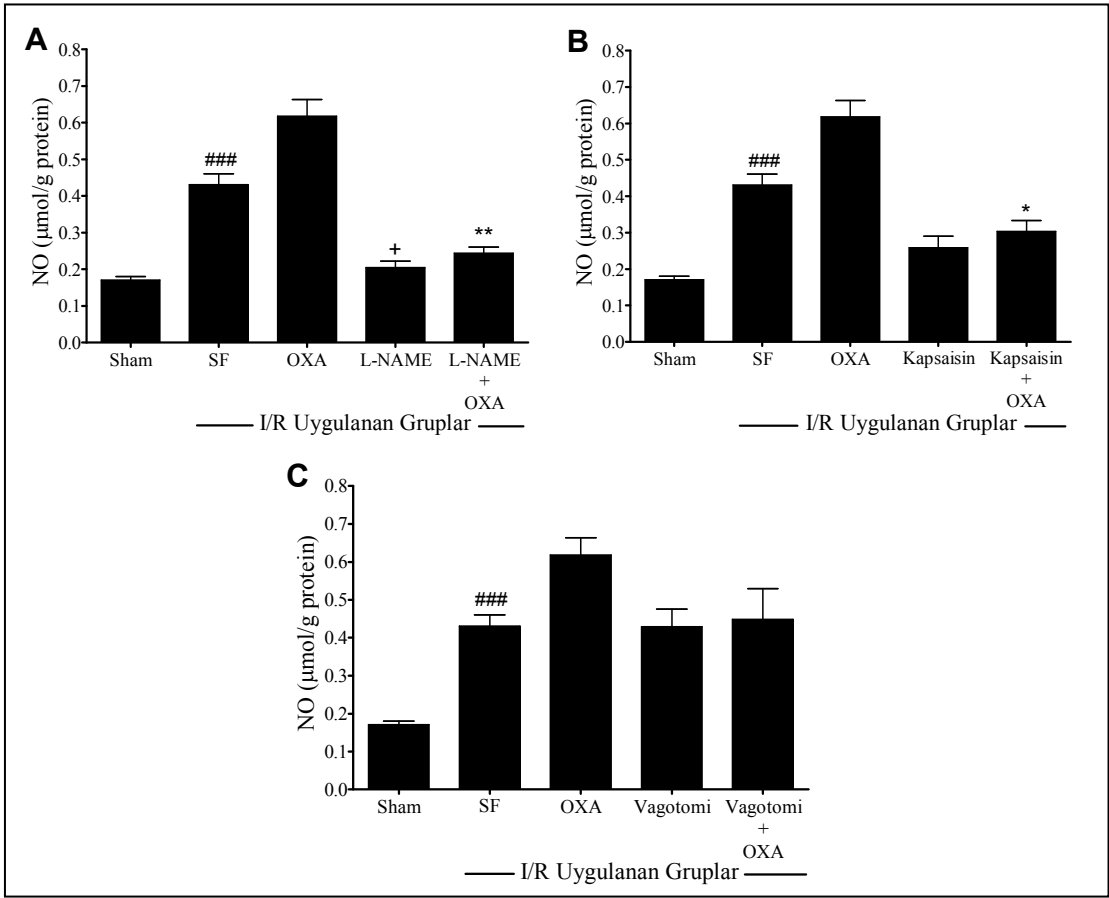 A
NO (µmol/g protein)
0.8
0.7
0.6
0.5
0.4
0.3
0.2
0.1
0.0
###
+
**
Sham SF OXA L-NAME L-NAME
+
OXA
I/R Uygulanan Gruplar
B
NO (µmol/g protein)
0.8
0.7
0.6
0.5
0.4
0.3
0.2
0.1
0.0
###
*
Sham SF OXA Kapsaisin Kapsaisin
+
OXA
I/R Uygulanan Gruplar
C
NO (µmol/g protein)
0.8
0.7
0.6
0.5
0.4
0.3
0.2
0.1
0.0
###
Sham SF OXA Vagotomi Vagotomi
+
OXA
I/R Uygulanan Gruplar